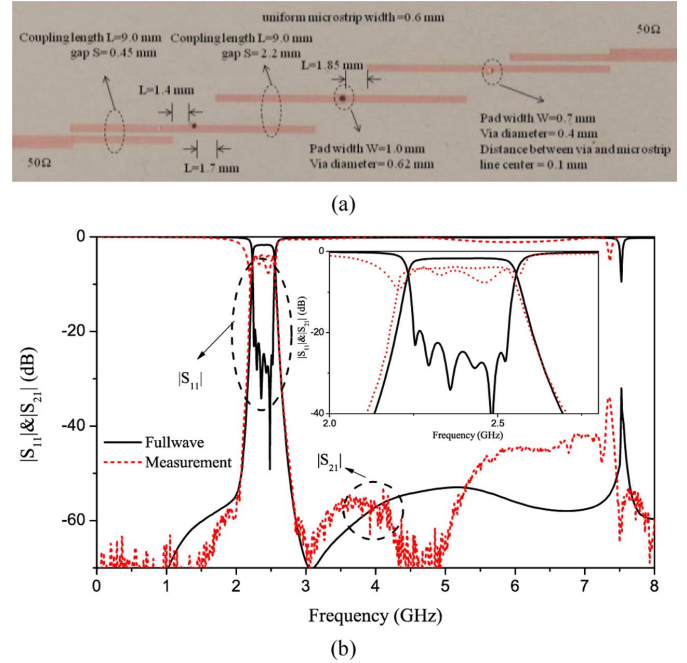 uniform microstrip width=0.6 mm
Coupling length L=9.0 mm
gap S= 0.45 mm
Coupling length L=9.0 mm
gap S= 2.2 mm
50Ω
L=1.85 mm
L=1.4 mm
Pad width W=0.7 mm
Via diameter=0.4 mm
Distance between via and microstrip
line center = 0.1 mm
Pad width W=1.0 mm
Via diameter= 0.62 mm
50Ω
L=1.7 mm
(a)
|S11|&|S21| (dB)
0
-20
-40
-60
0 1 2 3 4 5 6 7 8
Frequency (GHz)
|S11|
|S21|
Fullwave
Measurement
|S11|&|S21| (dB)
0
-10
-20
-30
-40
2.0 2.5
Frequency (GHz)
(b)